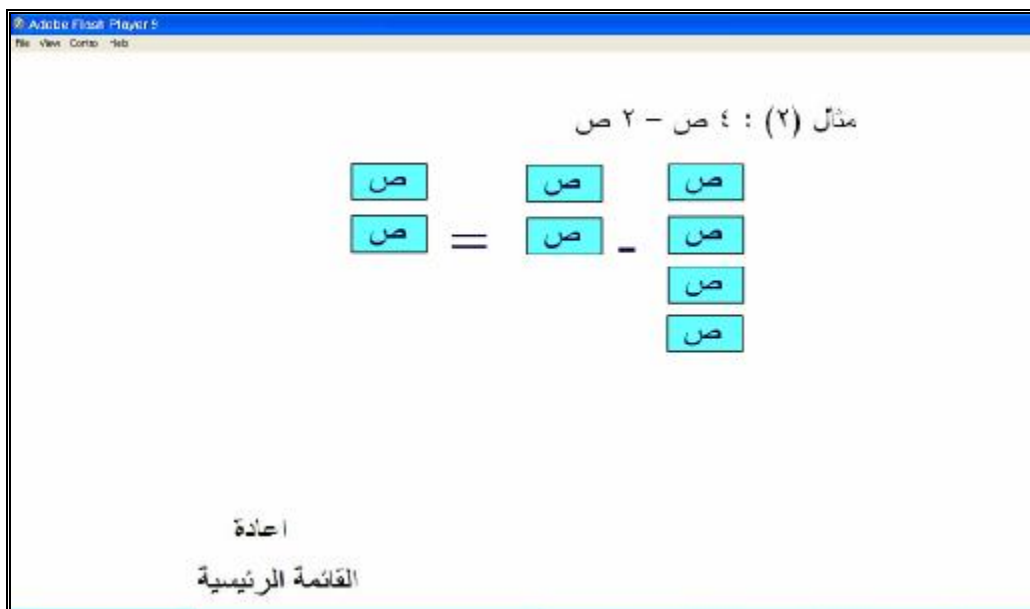 Adobe Flash Player 9
File View Control Help
مثال (٢) : ٤ ص – ٢ ص
ص ص ص
ص - ص = ص
ص
ص
اعادة
القائمة الرئيسية